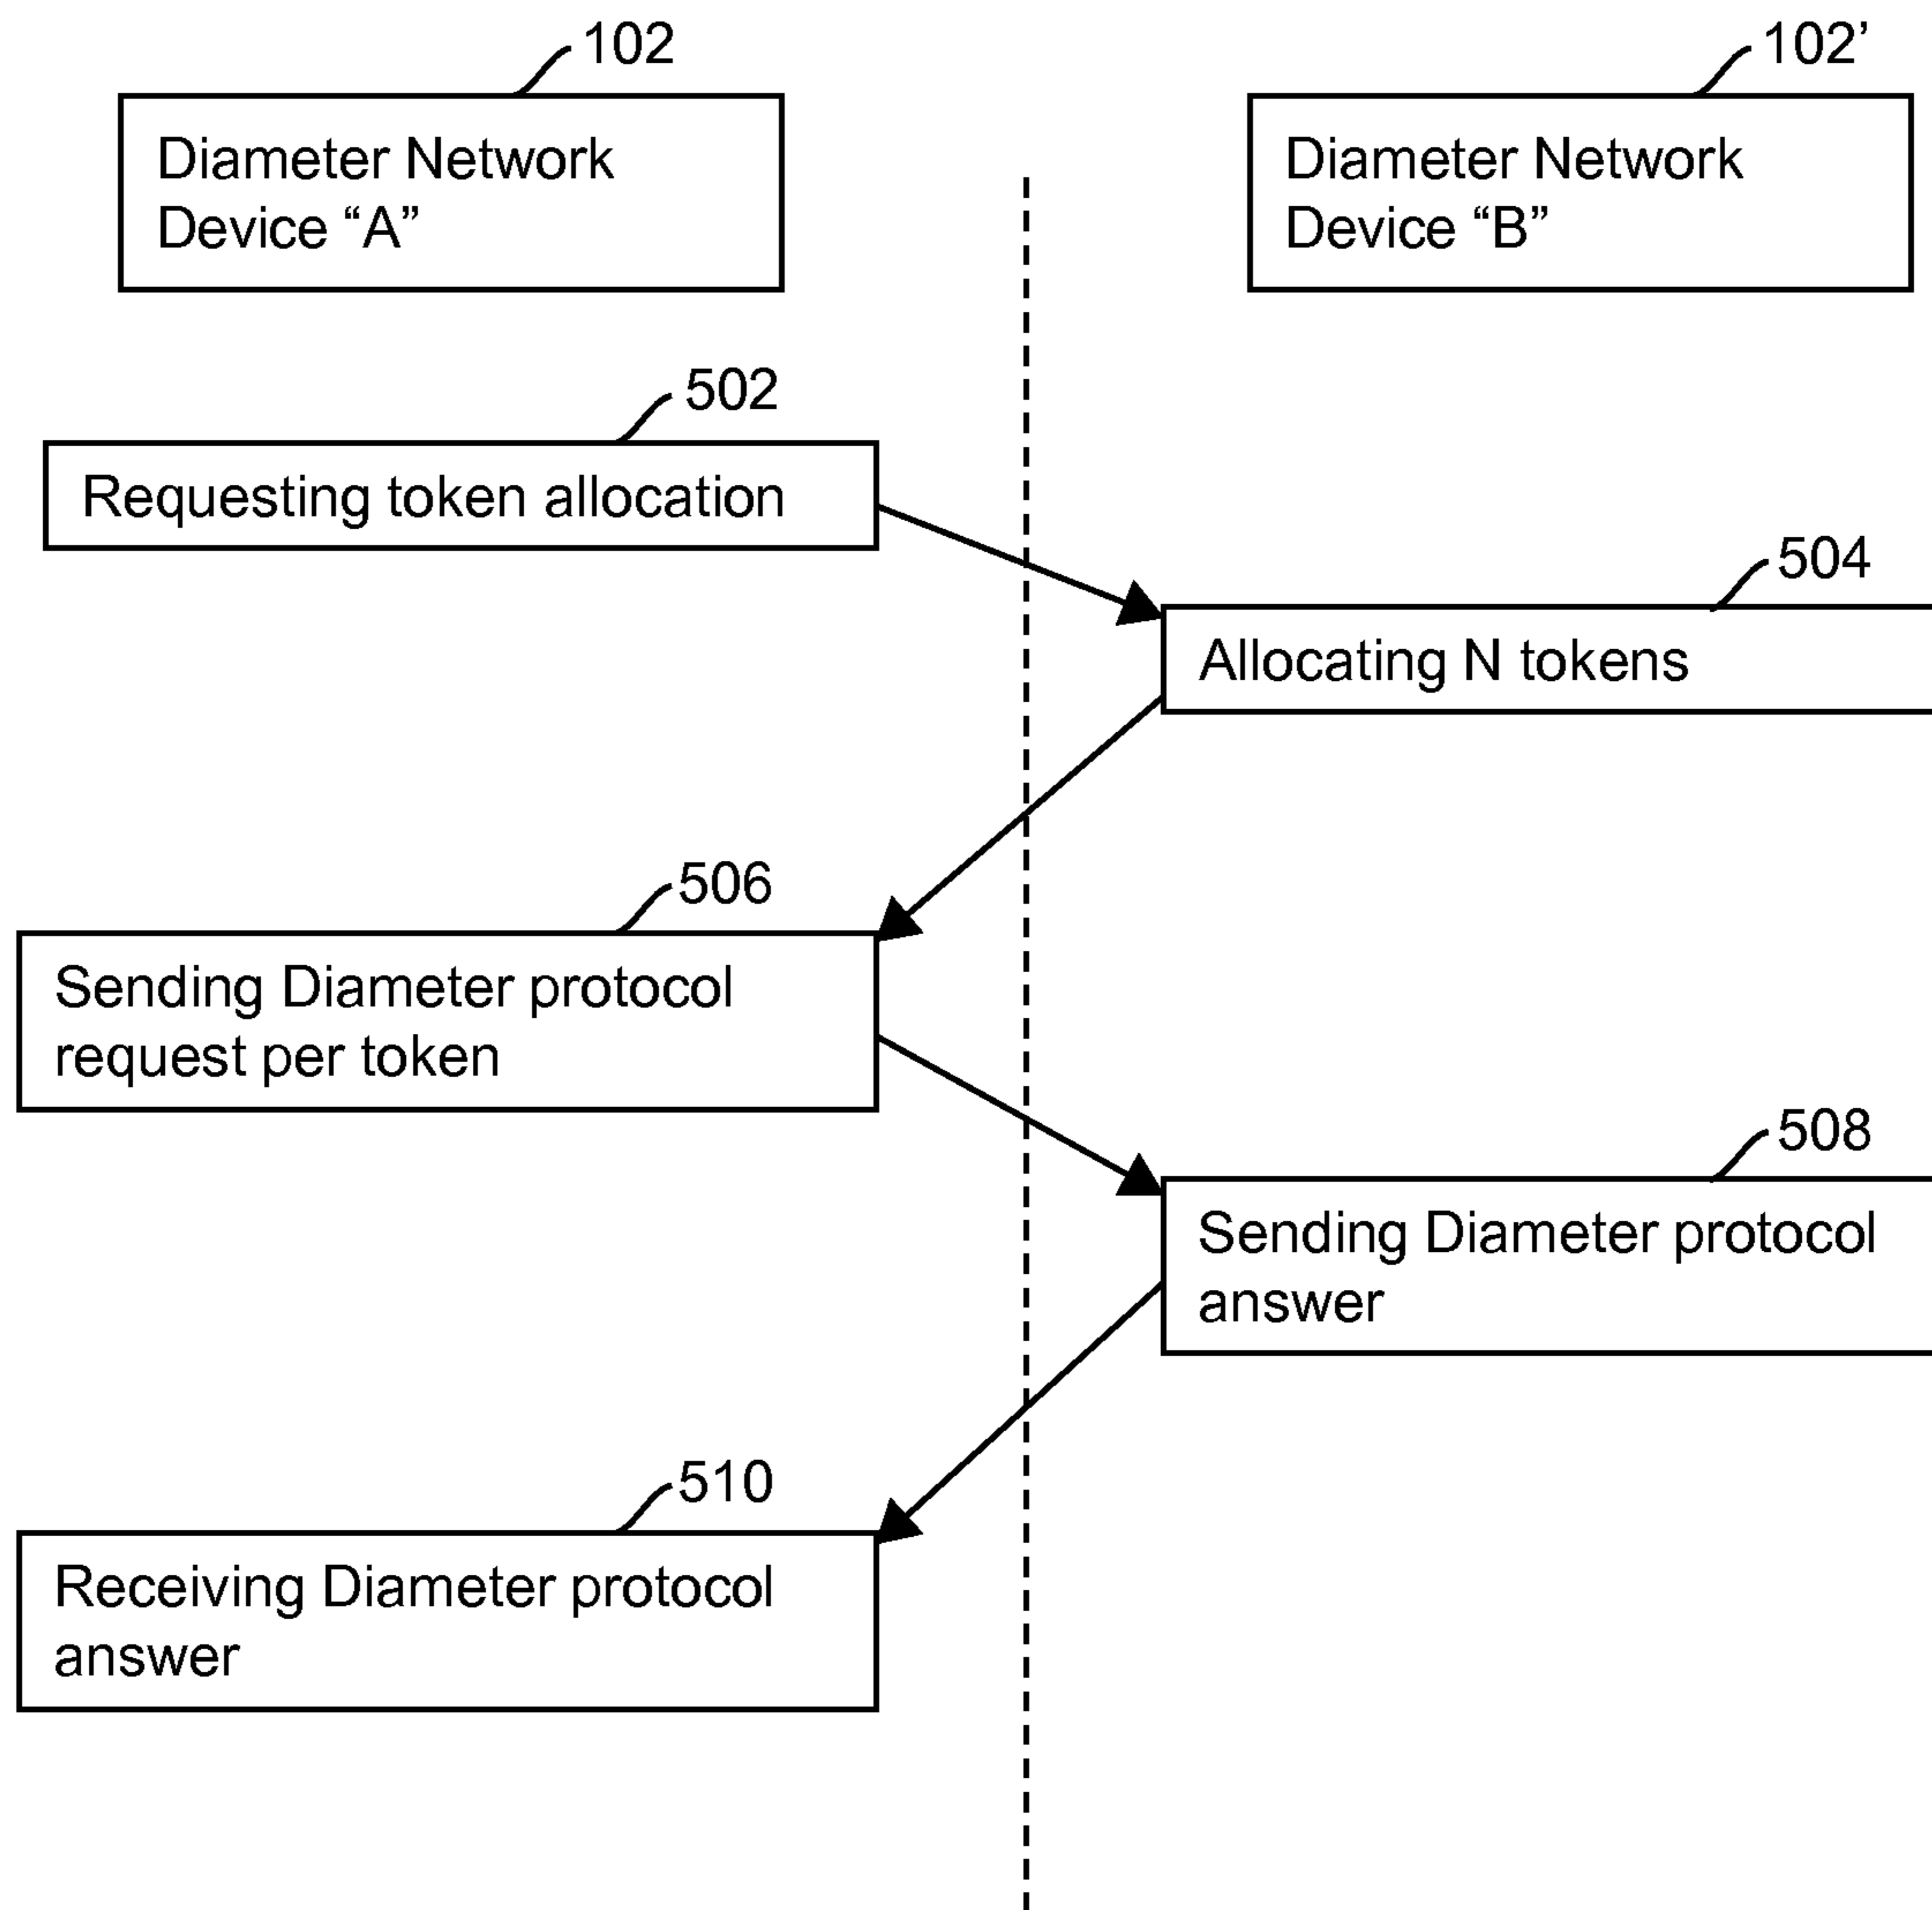 102
102’
Diameter Network
Device “A”
Diameter Network
Device “B”
502
Requesting token allocation
504
Allocating N tokens
506
Sending Diameter protocol
request per token
508
Sending Diameter protocol
answer
510
Receiving Diameter protocol
answer